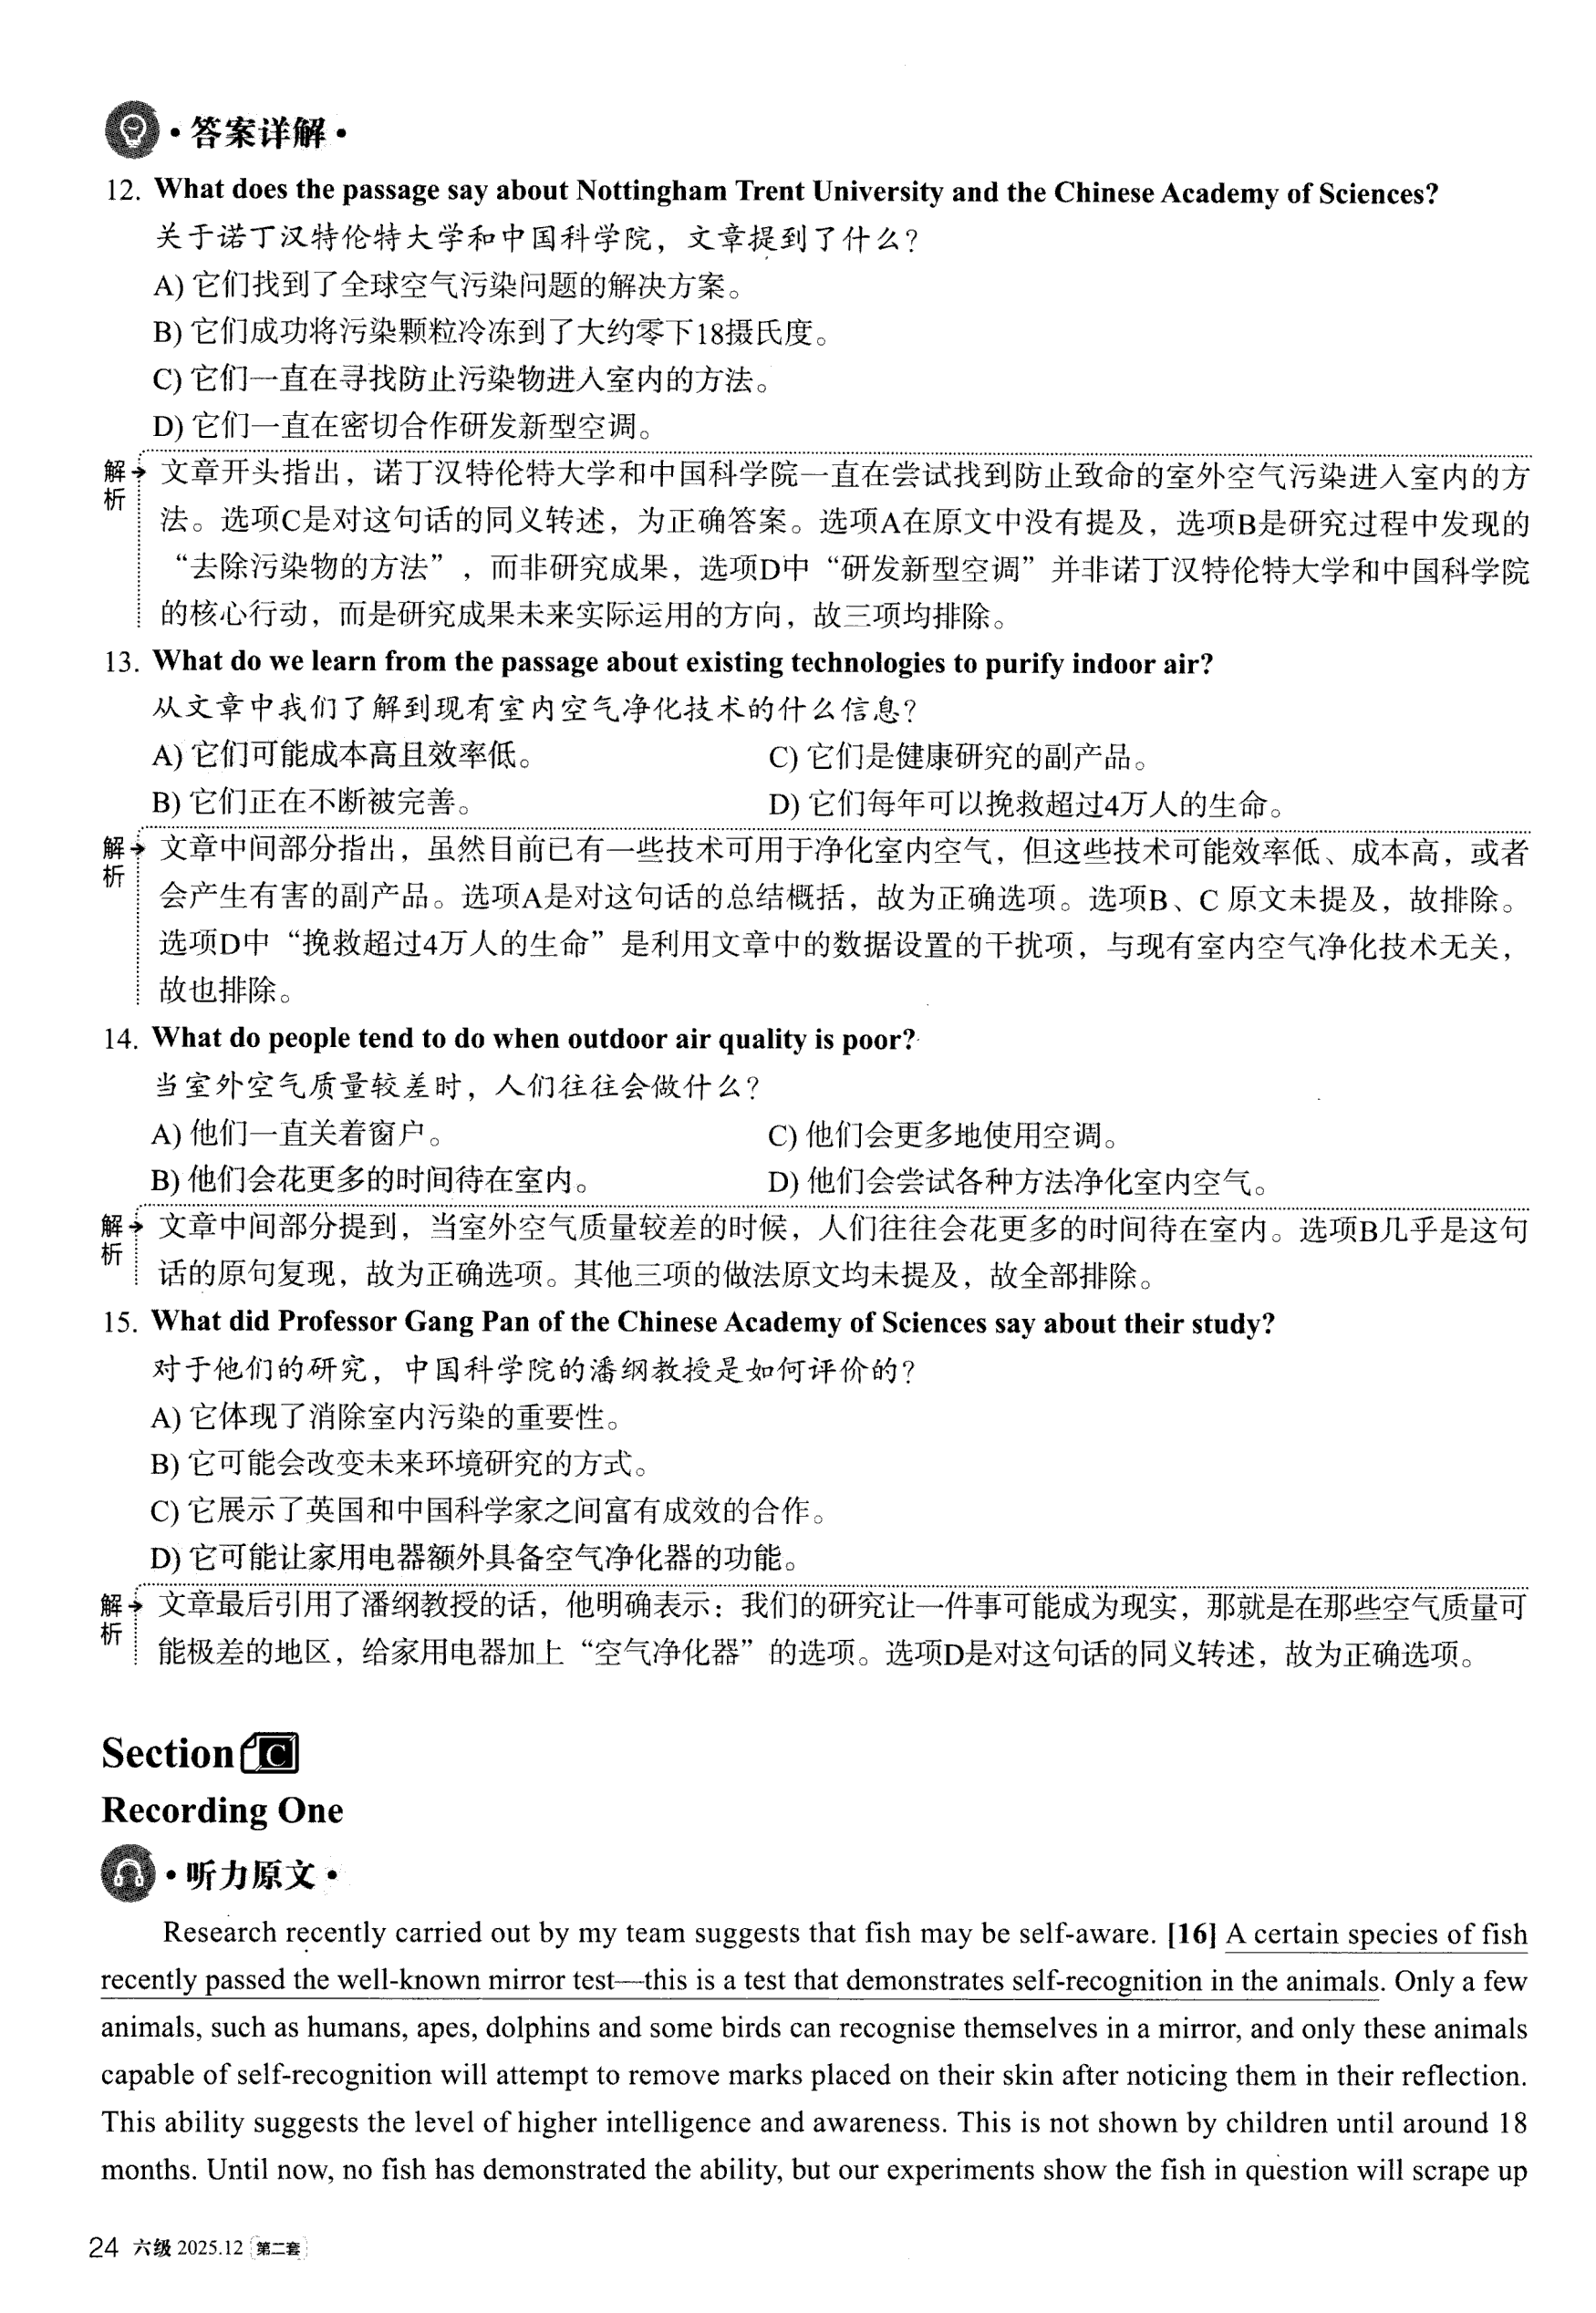 ·答案详解·
12. What does the passage say about Nottingham Trent University and the Chinese Academy of Sciences?
关于诺丁汉特伦特大学和中国科学院，文章提到了什么？
A) 它们找到了全球空气污染问题的解决方案。
B) 它们成功将污染颗粒冷冻到了大约零下18摄氏度。
C) 它们一直在寻找防止污染物进入室内的方法。
D) 它们一直在密切合作研发新型空调。
解析 文章开头指出，诺丁汉特伦特大学和中国科学院一直在尝试找到防止致命的室外空气污染进入室内的方
法。选项C是对这句话的同义转述，为正确答案。选项A在原文中没有提及，选项B是研究过程中发现的
“去除污染物的方法”，而非研究成果，选项D中“研发新型空调”并非诺丁汉特伦特大学和中国科学院
的核心行动，而是研究成果未来实际运用的方向，故三项均排除。
13. What do we learn from the passage about existing technologies to purify indoor air?
从文章中我们了解到现有室内空气净化技术的什么信息？
A) 它们可能成本高且效率低。 C) 它们是健康研究的副产品。
B) 它们正在不断被完善。 D) 它们每年可以挽救超过4万人的生命。
解析 文章中间部分指出，虽然目前已有一些技术可用于净化室内空气，但这些技术可能效率低、成本高，或者
会产生有害的副产品。选项A是对这句话的总结概括，故为正确选项。选项B、C 原文未提及，故排除。
选项D中“挽救超过4万人的生命”是利用文章中的数据设置的干扰项，与现有室内空气净化技术无关，
故也排除。
14. What do people tend to do when outdoor air quality is poor?
当室外空气质量较差时，人们往往会做什么？
A) 他们一直关着窗户。 C) 他们会更多地使用空调。
B) 他们会花更多的时间待在室内。 D) 他们会尝试各种方法净化室内空气。
解析 文章中间部分提到，当室外空气质量较差的时候，人们往往会花更多的时间待在室内。选项B几乎是这句
话的原句复现，故为正确选项。其他三项的做法原文均未提及，故全部排除。
15. What did Professor Gang Pan of the Chinese Academy of Sciences say about their study?
对于他们的研究，中国科学院的潘纲教授是如何评价的？
A) 它体现了消除室内污染的重要性。
B) 它可能会改变未来环境研究的方式。
C) 它展示了英国和中国科学家之间富有成效的合作。
D) 它可能让家用电器额外具备空气净化器的功能。
解析 文章最后引用了潘纲教授的话，他明确表示：我们的研究让一件事可能成为现实，那就是在那些空气质量可
能极差的地区，给家用电器加上“空气净化器”的选项。选项D是对这句话的同义转述，故为正确选项。
Section C
Recording One
·听力原文·
Research recently carried out by my team suggests that fish may be self-aware. [16] A certain species of fish
recently passed the well-known mirror test—this is a test that demonstrates self-recognition in the animals. Only a few
animals, such as humans, apes, dolphins and some birds can recognise themselves in a mirror, and only these animals
capable of self-recognition will attempt to remove marks placed on their skin after noticing them in their reflection.
This ability suggests the level of higher intelligence and awareness. This is not shown by children until around 18
months. Until now, no fish has demonstrated the ability, but our experiments show the fish in question will scrape up
24 六级 2025.12 第二套